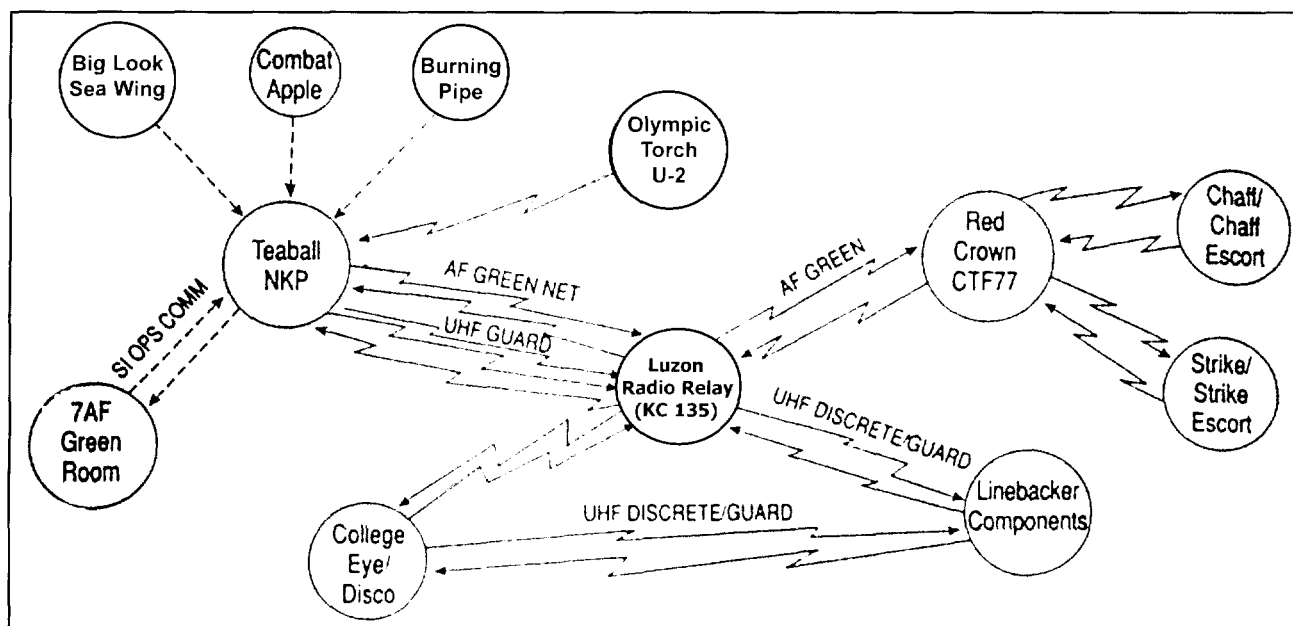 Big Look
Sea Wing
Combat
Apple
Burning
Pipe
Olympic
Torch
U-2
Teaball
NKP
Red
Crown
CTF77
Chaff/
Chaff
Escort
AF GREEN NET
AF GREEN
UHF GUARD
SI OPS COMM
Luzon
Radio Relay
(KC 135)
Strike/
Strike
Escort
7AF
Green
Room
UHF DISCRETE/GUARD
Linebacker
Components
UHF DISCRETE/GUARD
College
Eye/
Disco